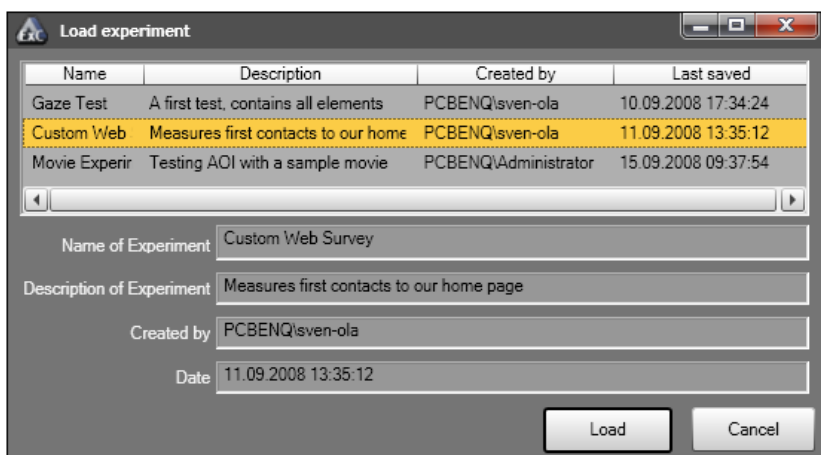 Exc Load experiment
Name Description Created by Last saved
Gaze Test A first test, contains all elements PCBENQ\sven-ola 10.09.2008 17:34:24
Custom Web Measures first contacts to our home PCBENQ\sven-ola 11.09.2008 13:35:12
Movie Experir Testing AOI with a sample movie PCBENQ\Administrator 15.09.2008 09:37:54
Name of Experiment Custom Web Survey
Description of Experiment Measures first contacts to our home page
Created by PCBENQ\sven-ola
Date 11.09.2008 13:35:12
Load Cancel